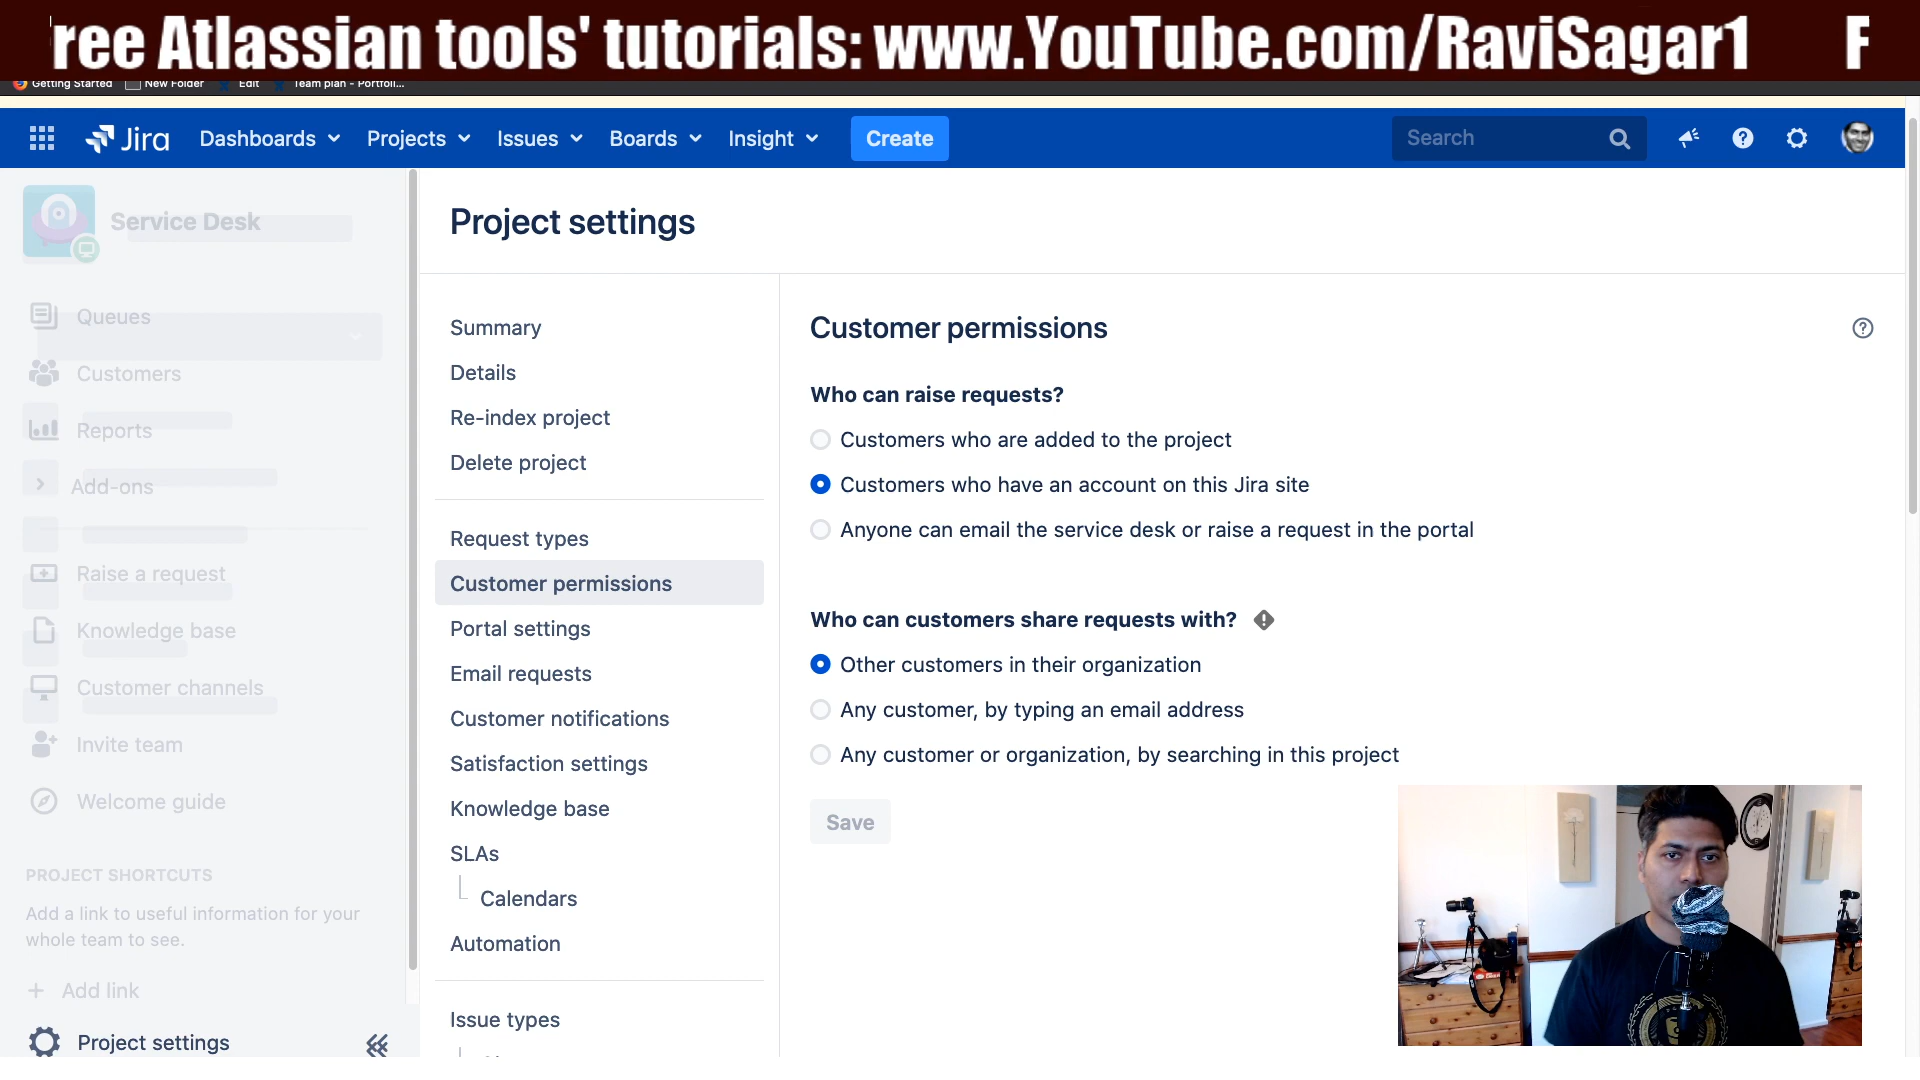 ree Atlassian tools' tutorials: www.YouTube.com/RaviSagar1 F
Getting Started New Folder Edit Team plan - Portfoli...
Jira Dashboards Projects Issues Boards Insight Create Search
Service Desk
Project settings
Queues
Customers
Reports
Add-ons
Raise a request
Knowledge base
Customer channels
Invite team
Welcome guide
PROJECT SHORTCUTS
Add a link to useful information for your
whole team to see.
+ Add link
Project settings
Summary
Details
Re-index project
Delete project
Request types
Customer permissions
Portal settings
Email requests
Customer notifications
Satisfaction settings
Knowledge base
SLAs
Calendars
Automation
Issue types
Customer permissions
Who can raise requests?
Customers who are added to the project
Customers who have an account on this Jira site
Anyone can email the service desk or raise a request in the portal
Who can customers share requests with?
Other customers in their organization
Any customer, by typing an email address
Any customer or organization, by searching in this project
Save